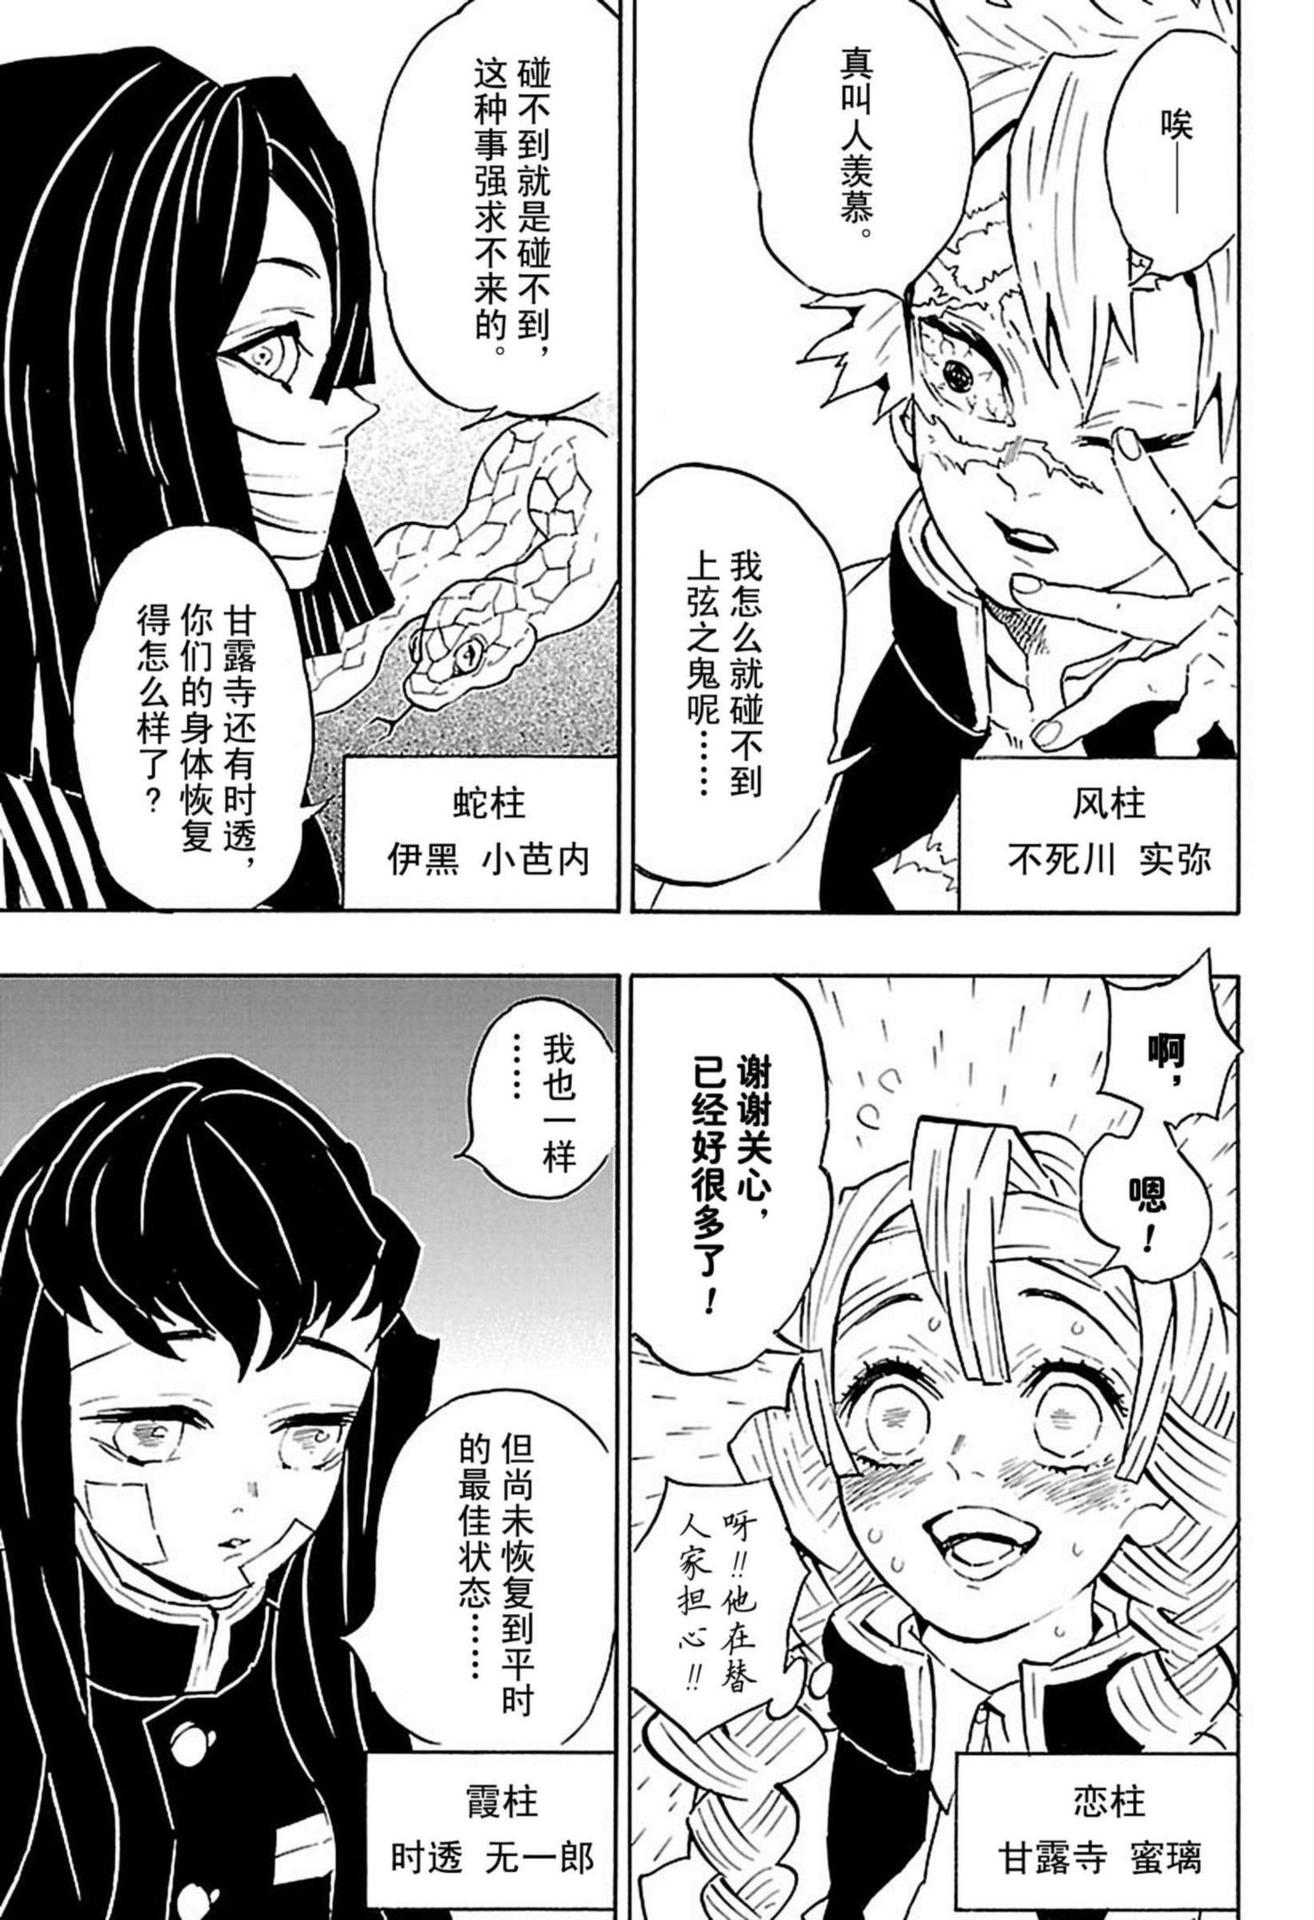 唉——
真叫人羡慕。
我怎么就碰不到
上弦之鬼呢……
风柱
不死川 实弥
碰不到就是碰不到，
这种事强求不来的。
甘露寺还有时透，
你们的身体恢复
得怎么样了？
蛇柱
伊黑 小芭内
啊，
嗯！
谢谢关心，
已经好很多了！
呀!!他在替
人家担心!!
恋柱
甘露寺 蜜璃
我也一样
……
但尚未恢复到平时
的最佳状态……
霞柱
时透 无一郎